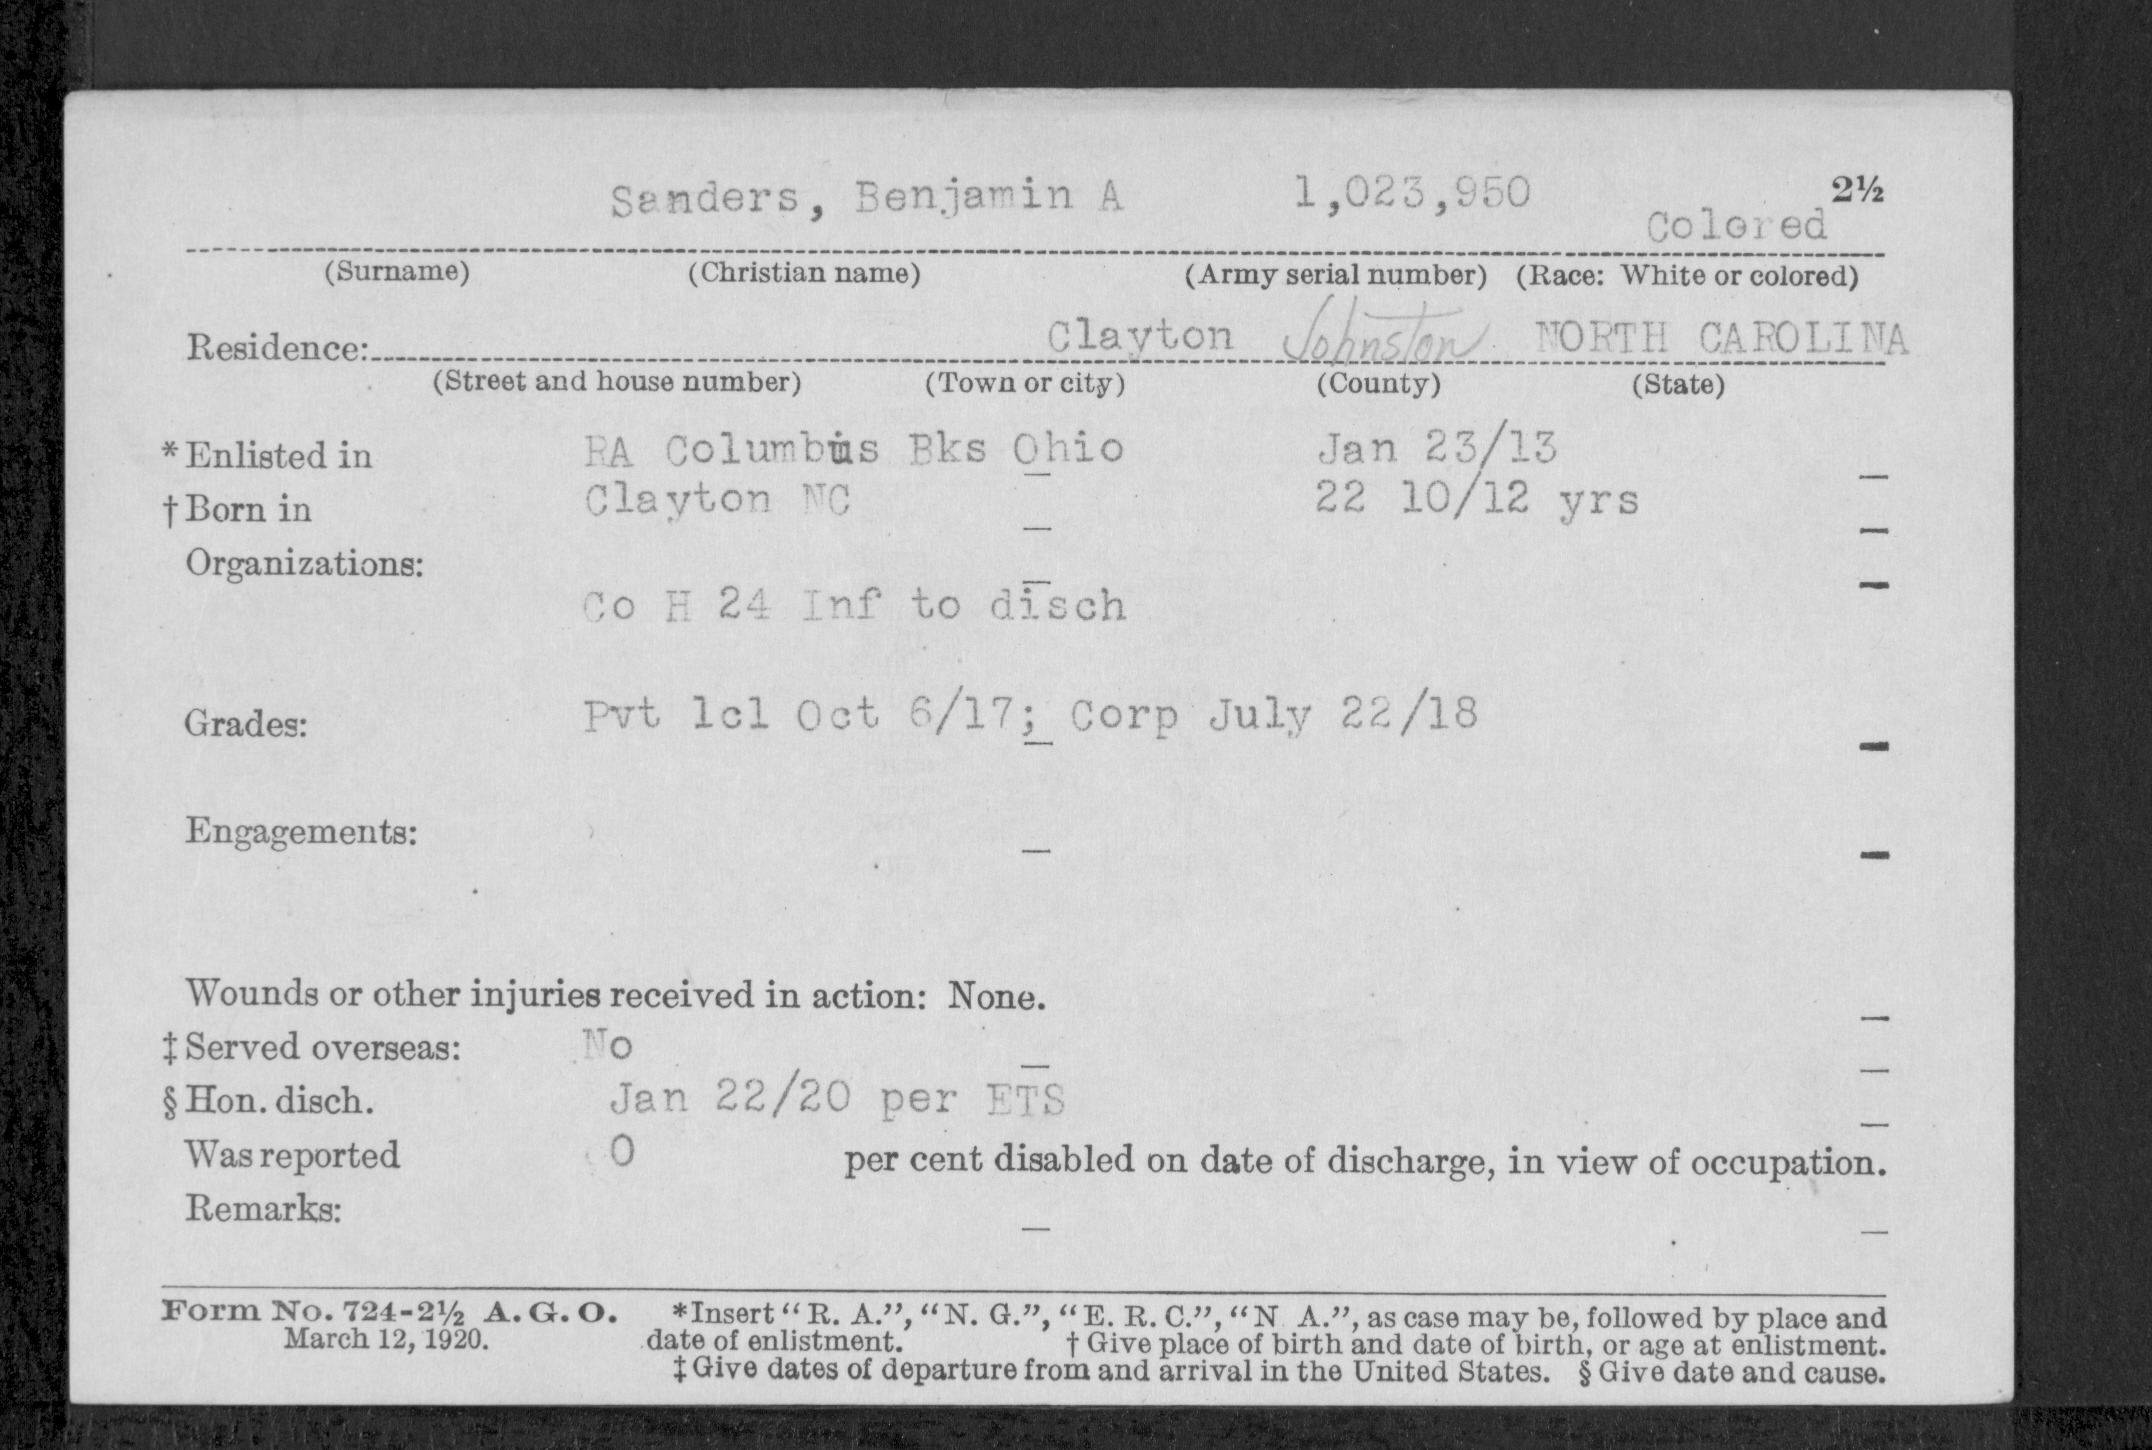 Sanders, Benjamin A 1,023,950 2½
Colored
(Surname) (Christian name) (Army serial number) (Race: White or colored)
Residence: Clayton Johnston NORTH CAROLINA
(Street and house number) (Town or city) (County) (State)
*Enlisted in RA Columbus Bks Ohio Jan 23/13
†Born in Clayton NC 22 10/12 yrs
Organizations:
Co H 24 Inf to disch
Grades: Pvt 1cl Oct 6/17; Corp July 22/18
Engagements:
Wounds or other injuries received in action: None.
‡Served overseas: No
§Hon. disch. Jan 22/20 per ETS
Was reported 0 per cent disabled on date of discharge, in view of occupation.
Remarks:
Form No. 724-2½ A. G. O. *Insert "R. A.", "N. G.", "E. R. C.", "N A.", as case may be, followed by place and
March 12, 1920. date of enlistment. †Give place of birth and date of birth, or age at enlistment.
‡Give dates of departure from and arrival in the United States. §Give date and cause.